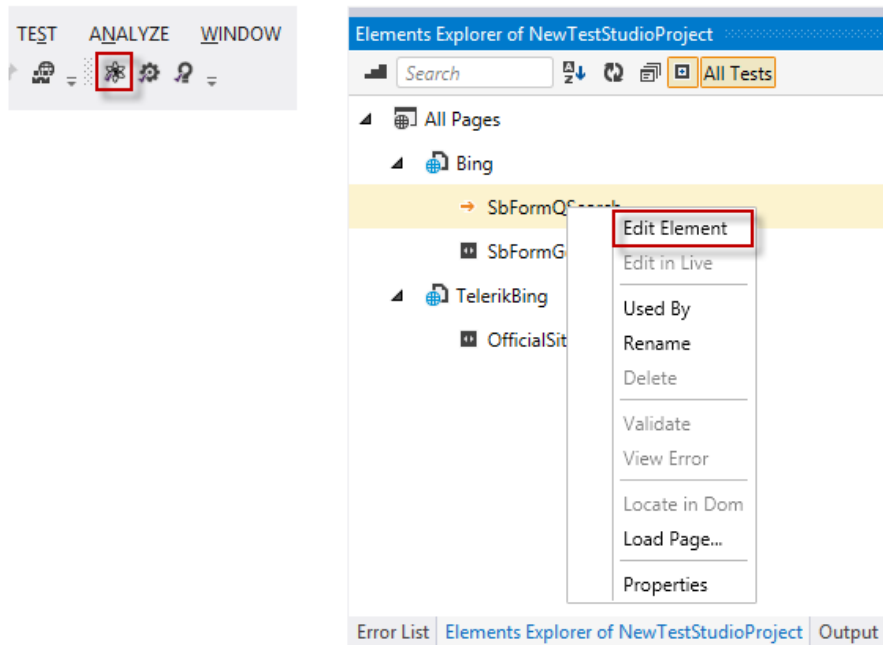 TEST ANALYZE WINDOW
Elements Explorer of NewTestStudioProject
Search
All Tests
All Pages
Bing
SbFormQSearch
Edit Element
SbFormG
Edit in Live
TelerikBing
Used By
OfficialSit
Rename
Delete
Validate
View Error
Locate in Dom
Load Page...
Properties
Error List Elements Explorer of NewTestStudioProject Output